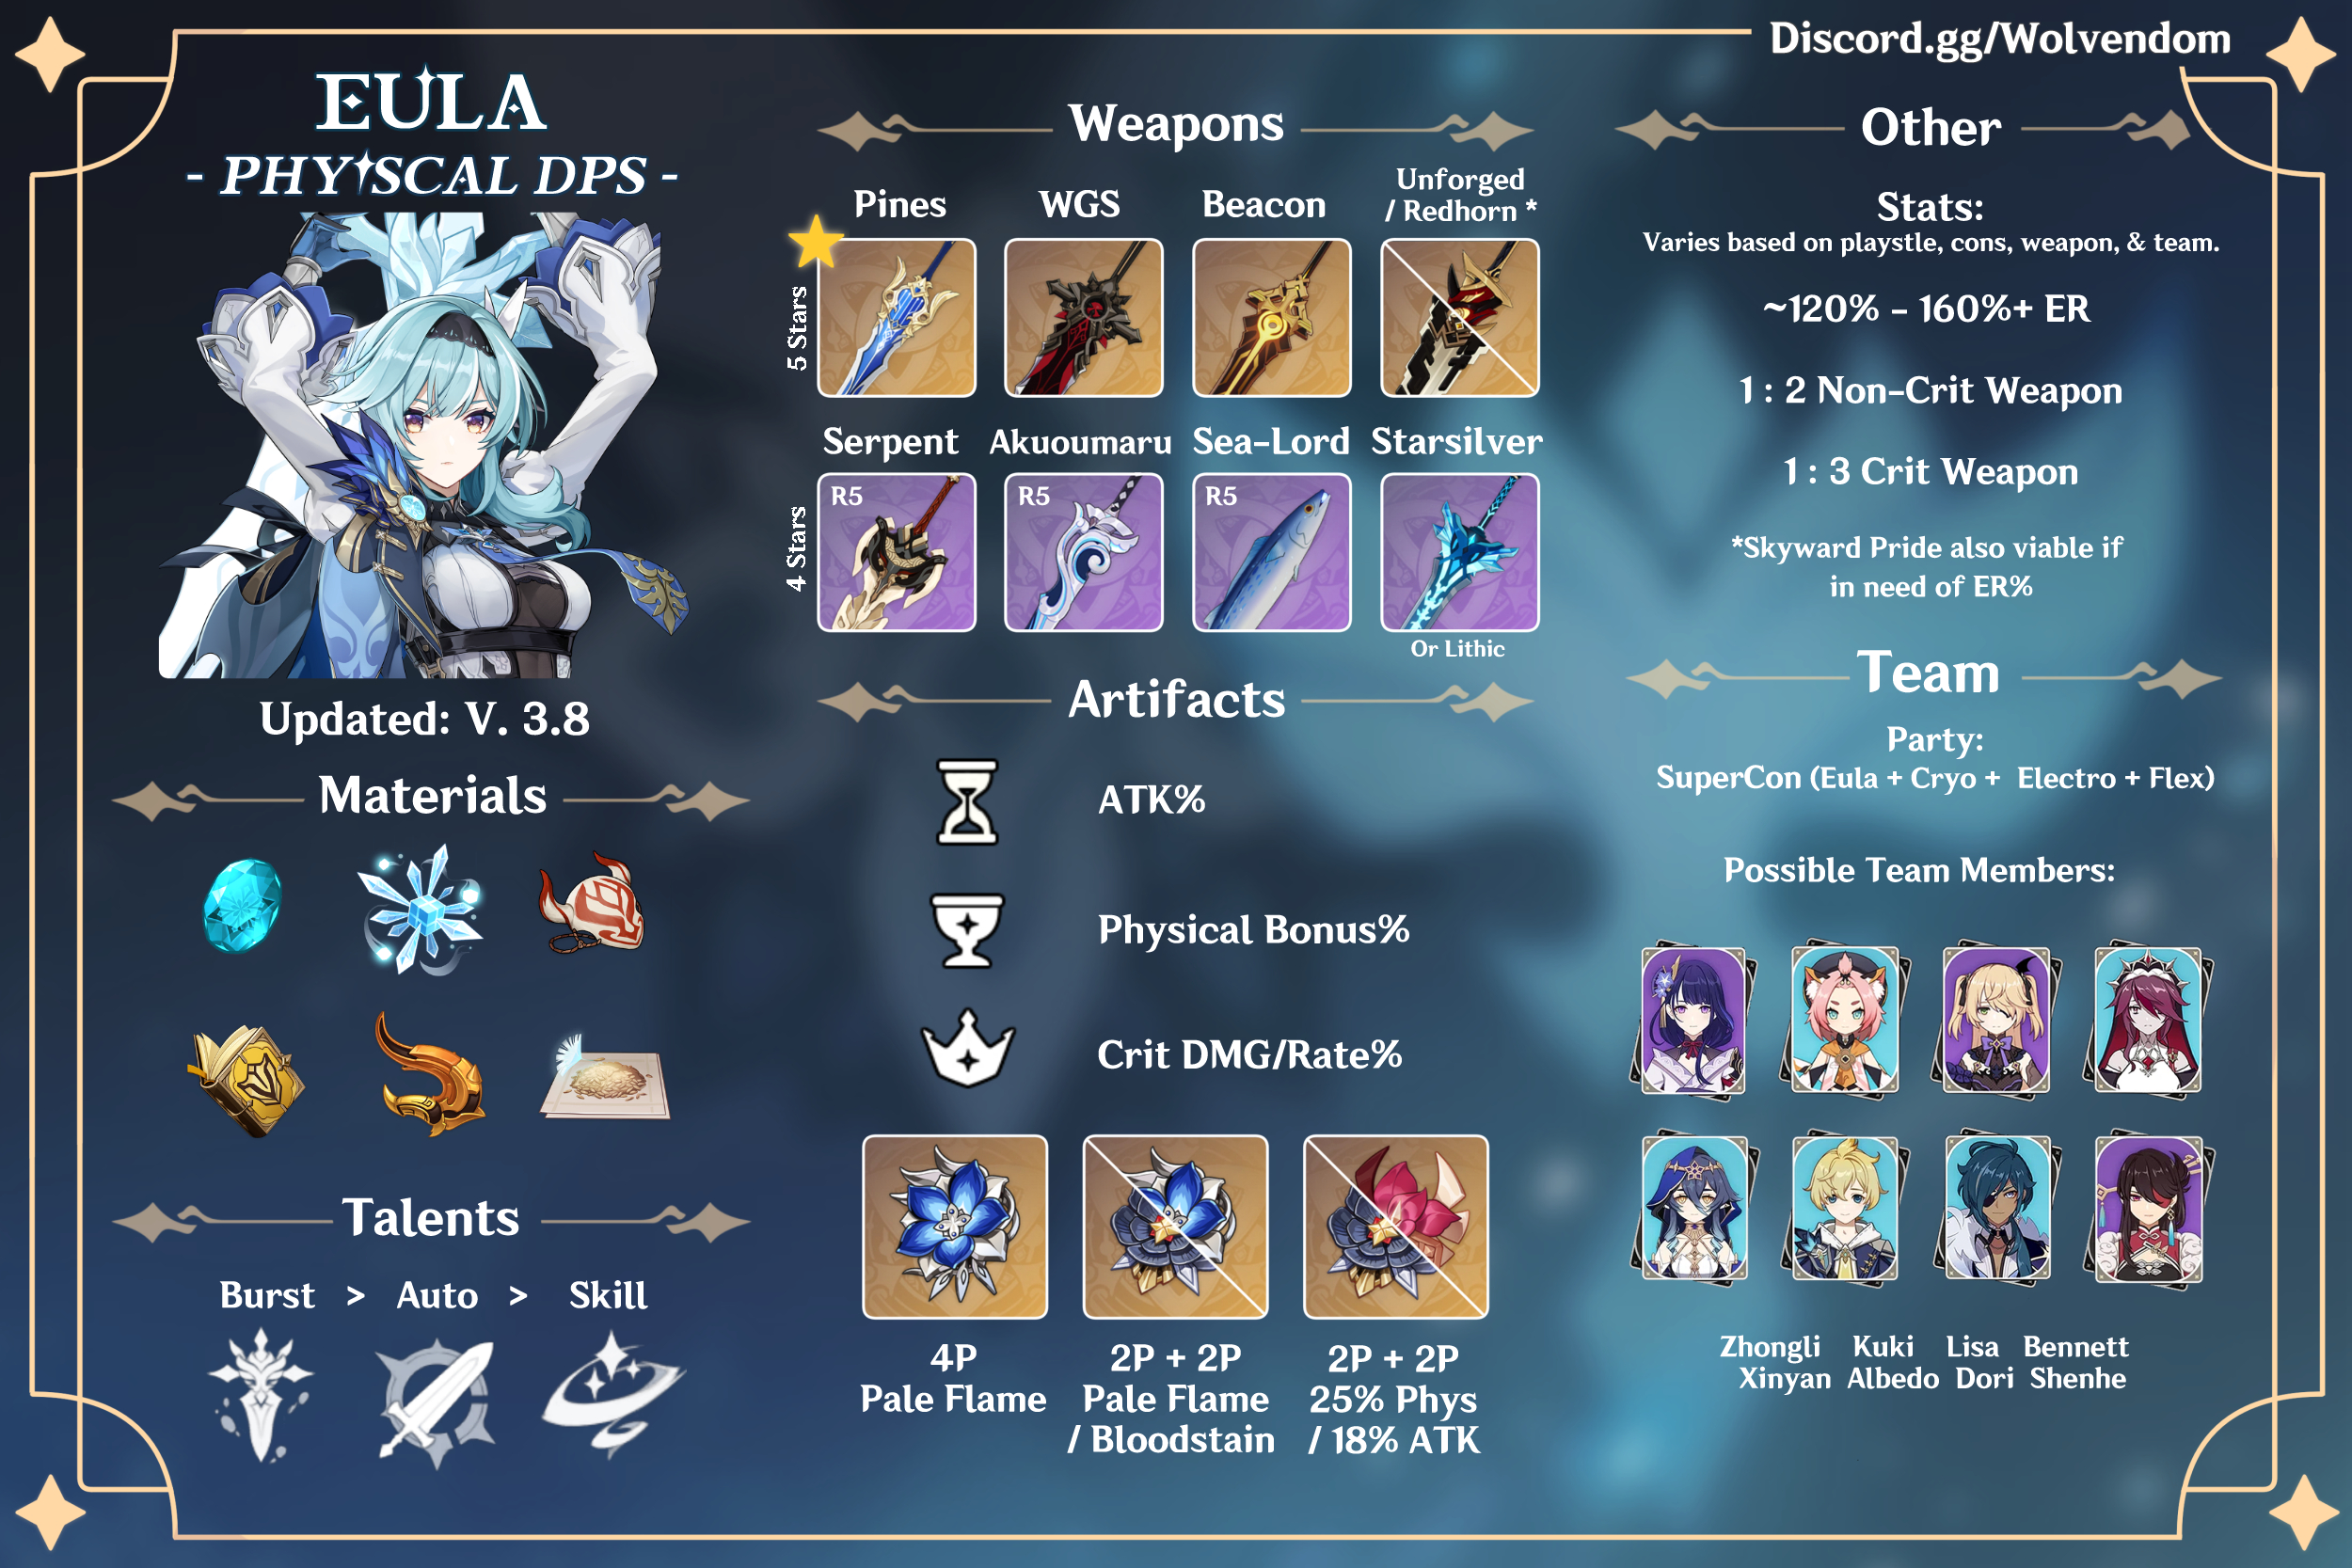 Discord.gg/Wolvendom
EULA
- PHYISCAL DPS -
Updated: V. 3.8
Materials
Talents
Burst > Auto > Skill
Weapons
Pines
WGS
Beacon
Unforged
/ Redhorn *
5 Stars
Serpent
Akuoumaru
Sea-Lord
Starsilver
4 Stars
R5
R5
R5
Or Lithic
Artifacts
ATK%
Physical Bonus%
Crit DMG/Rate%
4P
Pale Flame
2P + 2P
Pale Flame
/ Bloodstain
2P + 2P
25% Phys
/ 18% ATK
Other
Stats:
Varies based on playstle, cons, weapon, & team.
~120% - 160%+ ER
1 : 2 Non-Crit Weapon
1 : 3 Crit Weapon
*Skyward Pride also viable if
in need of ER%
Team
Party:
SuperCon (Eula + Cryo + Electro + Flex)
Possible Team Members:
Zhongli Kuki Lisa Bennett
Xinyan Albedo Dori Shenhe